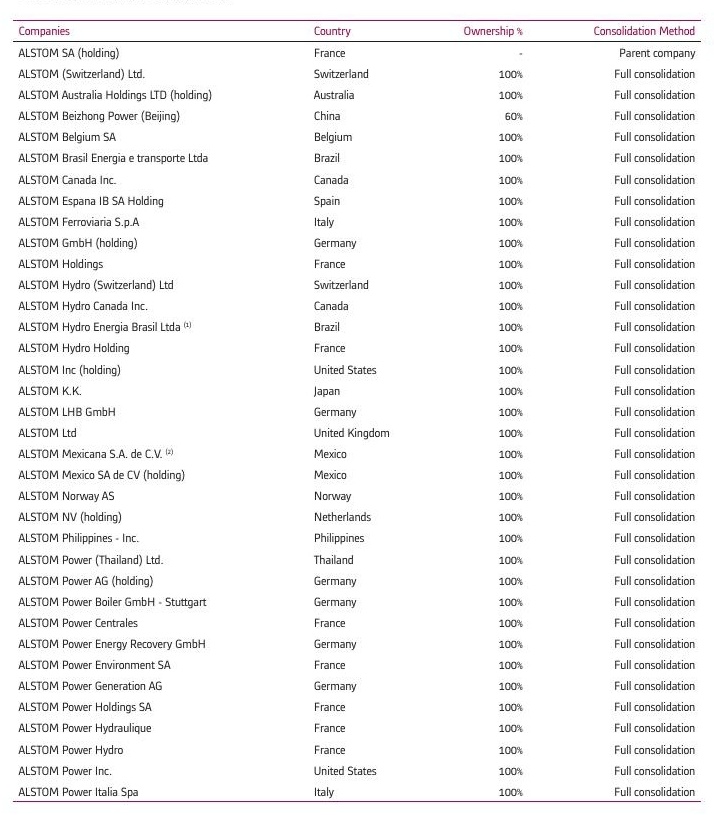 Companies Country Ownership % Consolidation Method
ALSTOM SA (holding) France - Parent company
ALSTOM (Switzerland) Ltd. Switzerland 100% Full consolidation
ALSTOM Australia Holdings LTD (holding) Australia 100% Full consolidation
ALSTOM Beizhong Power (Beijing) China 60% Full consolidation
ALSTOM Belgium SA Belgium 100% Full consolidation
ALSTOM Brasil Energia e transporte Ltda Brazil 100% Full consolidation
ALSTOM Canada Inc. Canada 100% Full consolidation
ALSTOM Espana IB SA Holding Spain 100% Full consolidation
ALSTOM Ferroviaria S.p.A Italy 100% Full consolidation
ALSTOM GmbH (holding) Germany 100% Full consolidation
ALSTOM Holdings France 100% Full consolidation
ALSTOM Hydro (Switzerland) Ltd Switzerland 100% Full consolidation
ALSTOM Hydro Canada Inc. Canada 100% Full consolidation
ALSTOM Hydro Energia Brasil Ltda (1) Brazil 100% Full consolidation
ALSTOM Hydro Holding France 100% Full consolidation
ALSTOM Inc (holding) United States 100% Full consolidation
ALSTOM K.K. Japan 100% Full consolidation
ALSTOM LHB GmbH Germany 100% Full consolidation
ALSTOM Ltd United Kingdom 100% Full consolidation
ALSTOM Mexicana S.A. de C.V. (2) Mexico 100% Full consolidation
ALSTOM Mexico SA de CV (holding) Mexico 100% Full consolidation
ALSTOM Norway AS Norway 100% Full consolidation
ALSTOM NV (holding) Netherlands 100% Full consolidation
ALSTOM Philippines - Inc. Philippines 100% Full consolidation
ALSTOM Power (Thailand) Ltd. Thailand 100% Full consolidation
ALSTOM Power AG (holding) Germany 100% Full consolidation
ALSTOM Power Boiler GmbH - Stuttgart Germany 100% Full consolidation
ALSTOM Power Centrales France 100% Full consolidation
ALSTOM Power Energy Recovery GmbH Germany 100% Full consolidation
ALSTOM Power Environment SA France 100% Full consolidation
ALSTOM Power Generation AG Germany 100% Full consolidation
ALSTOM Power Holdings SA France 100% Full consolidation
ALSTOM Power Hydraulique France 100% Full consolidation
ALSTOM Power Hydro France 100% Full consolidation
ALSTOM Power Inc. United States 100% Full consolidation
ALSTOM Power Italia Spa Italy 100% Full consolidation